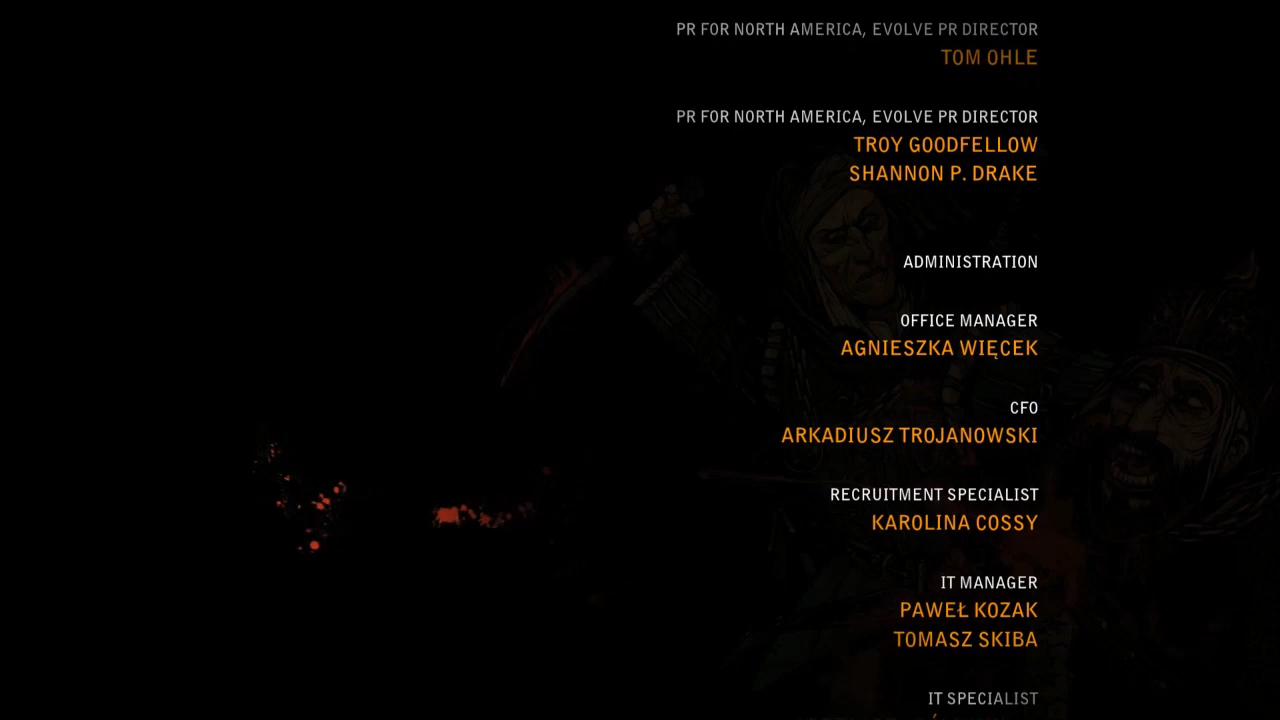 PR FOR NORTH AMERICA, EVOLVE PR DIRECTOR
TOM OHLE
PR FOR NORTH AMERICA, EVOLVE PR DIRECTOR
TROY GOODFELLOW
SHANNON P. DRAKE
ADMINISTRATION
OFFICE MANAGER
AGNIESZKA WIĘCEK
CFO
ARKADIUSZ TROJANOWSKI
RECRUITMENT SPECIALIST
KAROLINA COSSY
IT MANAGER
PAWEŁ KOZAK
TOMASZ SKIBA
IT SPECIALIST